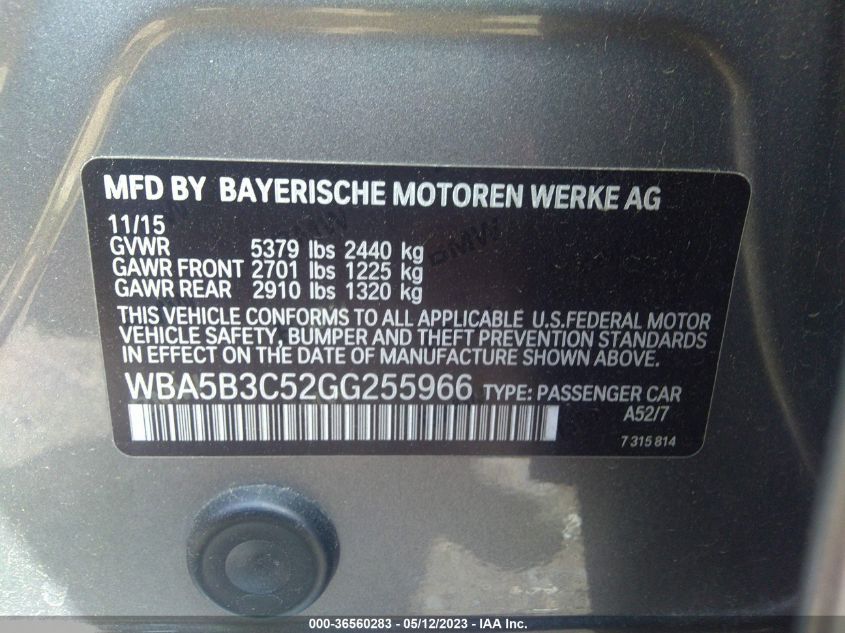 MFD BY BAYERISCHE MOTOREN WERKE AG
11/15
GVWR 5379 lbs 2440 kg
GAWR FRONT 2701 lbs 1225 kg
GAWR REAR 2910 lbs 1320 kg
THIS VEHICLE CONFORMS TO ALL APPLICABLE U.S.FEDERAL MOTOR
VEHICLE SAFETY, BUMPER AND THEFT PREVENTION STANDARDS
IN EFFECT ON THE DATE OF MANUFACTURE SHOWN ABOVE.
WBA5B3C52GG255966 TYPE: PASSENGER CAR
A52/7
7 315 814
BMW
000-36560283 - 05/12/2023 - IAA Inc.